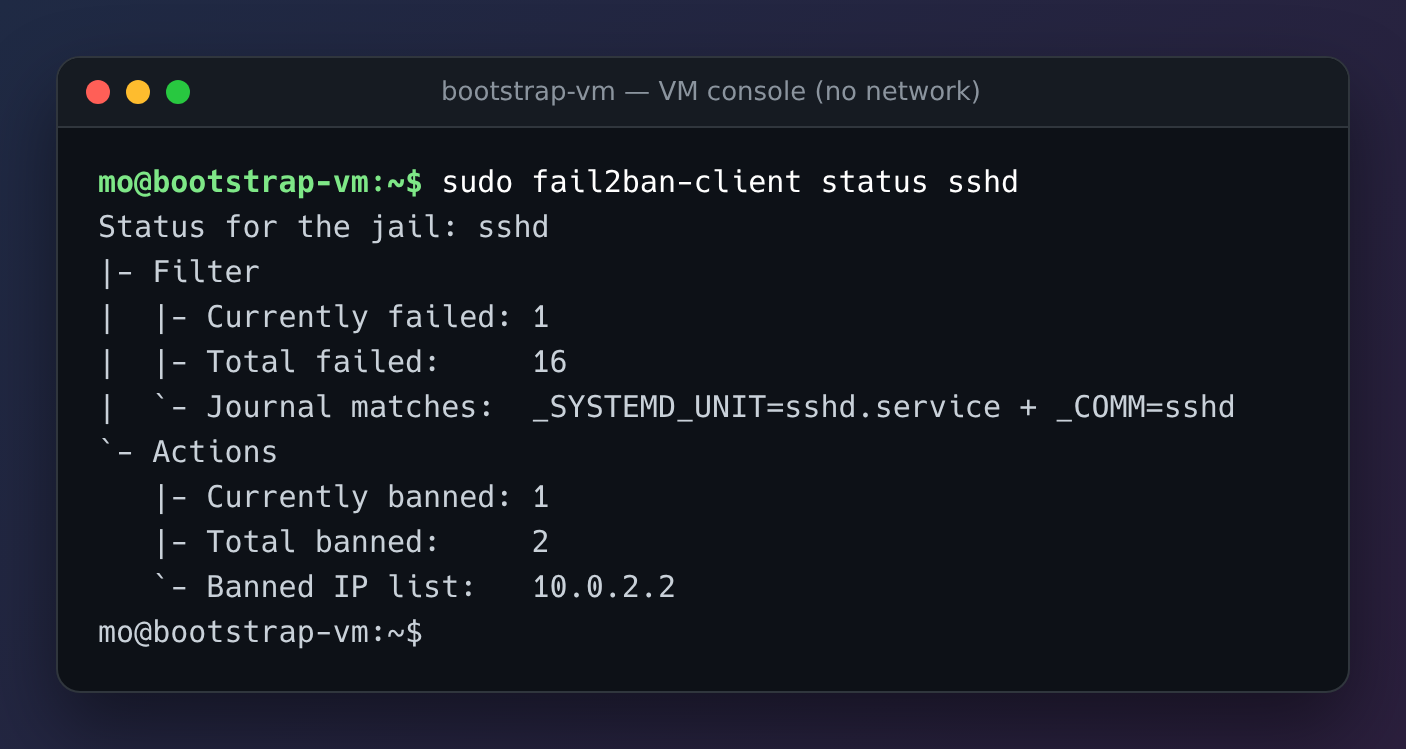 bootstrap-vm — VM console (no network)
mo@bootstrap-vm:~$ sudo fail2ban-client status sshd
Status for the jail: sshd
|- Filter
|  |- Currently failed: 1
|  |- Total failed:     16
|  `- Journal matches:  _SYSTEMD_UNIT=sshd.service + _COMM=sshd
`- Actions
   |- Currently banned: 1
   |- Total banned:     2
   `- Banned IP list:   10.0.2.2
mo@bootstrap-vm:~$